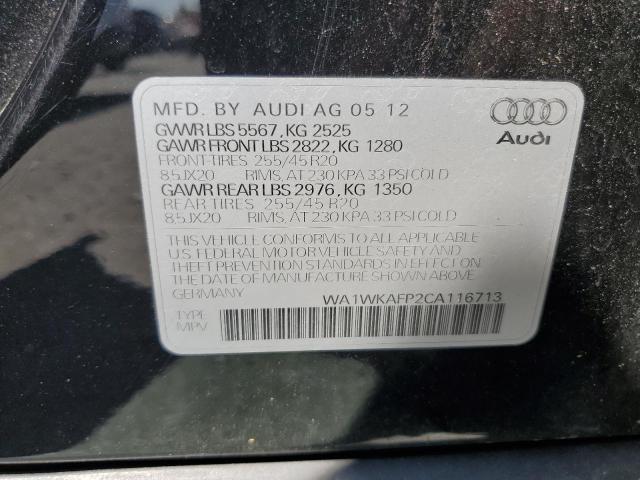 MFD. BY AUDI AG 05 12
GVWR LBS 5567, KG 2525
GAWR FRONT LBS 2822, KG 1280
FRONT-TIRES 255/45 R20
8.5JX20 RIMS, AT 230 KPA 33 PSI COLD
GAWR REAR LBS 2976, KG 1350
REAR TIRES 255/45 R20
8.5JX20 RIMS, AT 230 KPA 33 PSI COLD
Audi
THIS VEHICLE CONFORMS TO ALL APPLICABLE
U.S. FEDERAL MOTOR VEHICLE SAFETY AND
THEFT PREVENTION STANDARDS IN EFFECT ON
THE DATE OF MANUFACTURE SHOWN ABOVE.
GERMANY WA1WKAFP2CA116713
TYPE
MPV